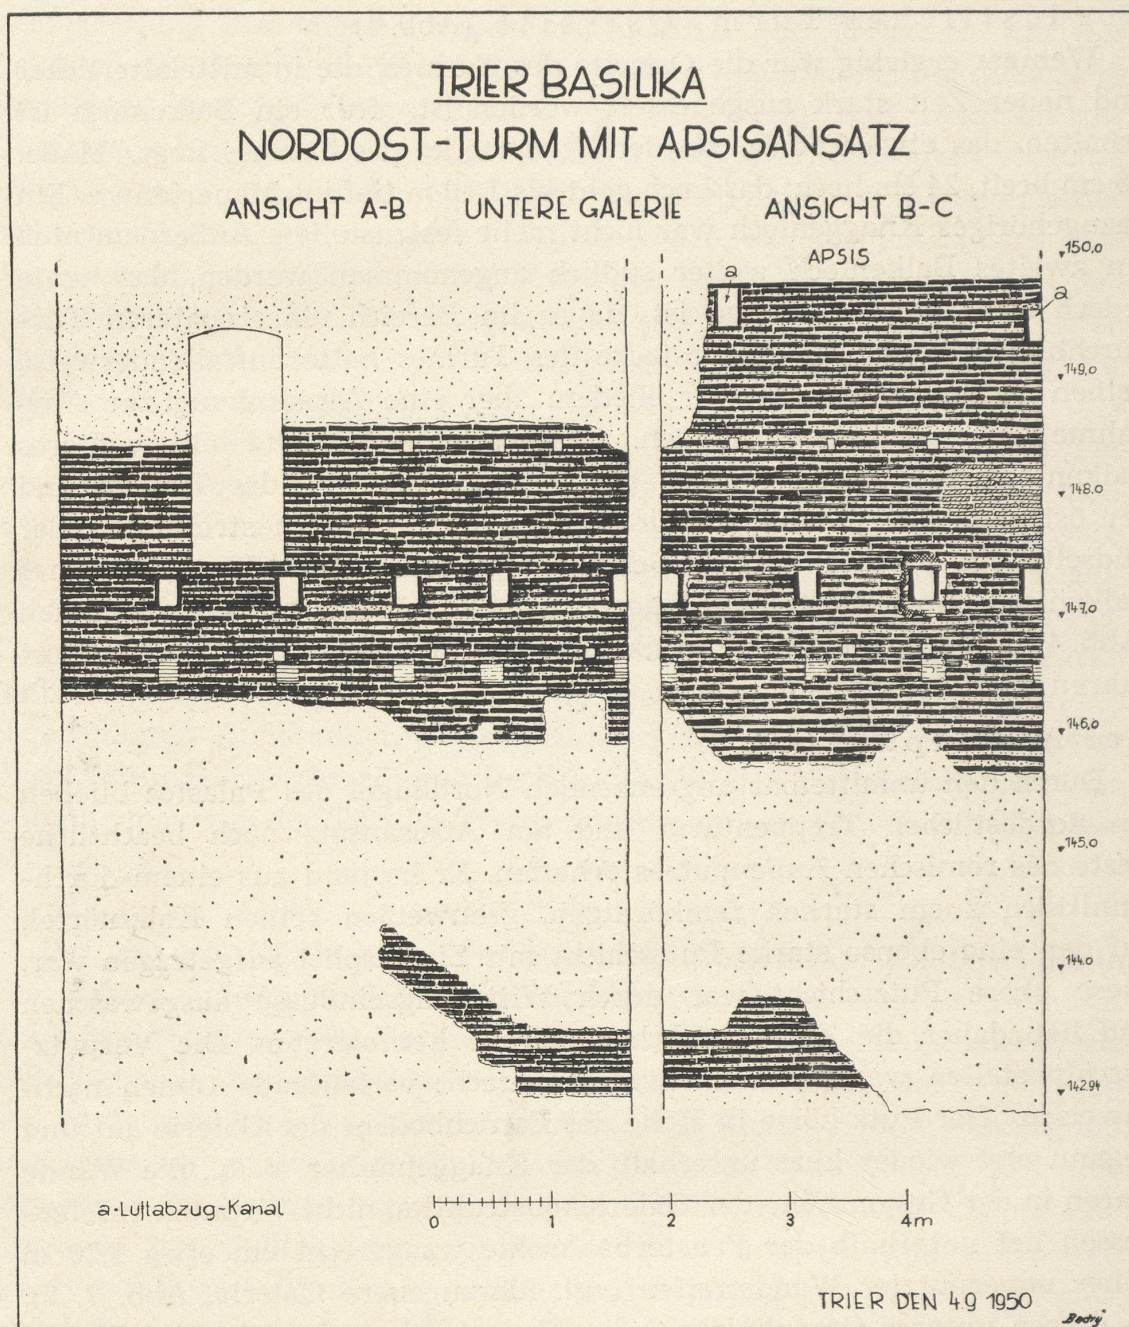 TRIER BASILIKA
NORDOST-TURM MIT APSISANSATZ
ANSICHT A-B UNTERE GALERIE ANSICHT B-C
APSIS
a
a
150,0
149,0
148,0
147,0
146,0
145,0
144,0
142.94
a-Luftabzug-Kanal
0 1 2 3 4m
TRIER DEN 4.9 1950